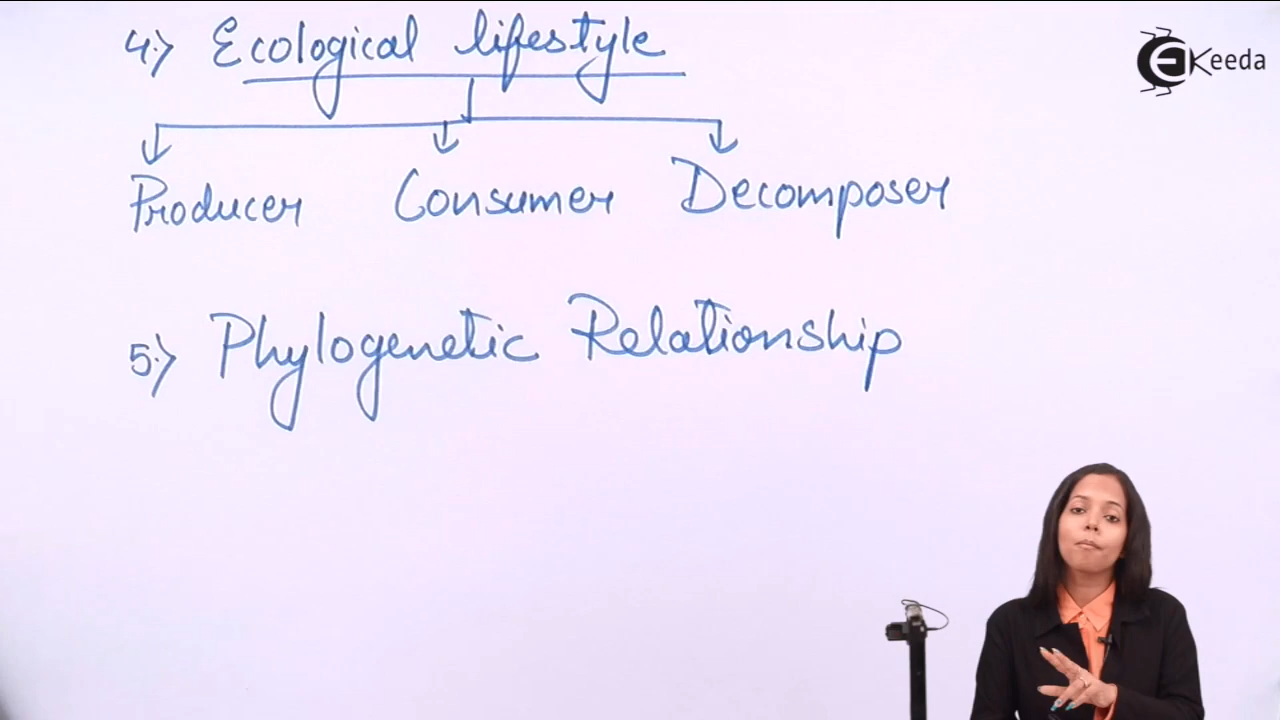 4:) Ecological lifestyle
Producer Consumer Decomposer
5:) Phylogenetic Relationship
EKeeda